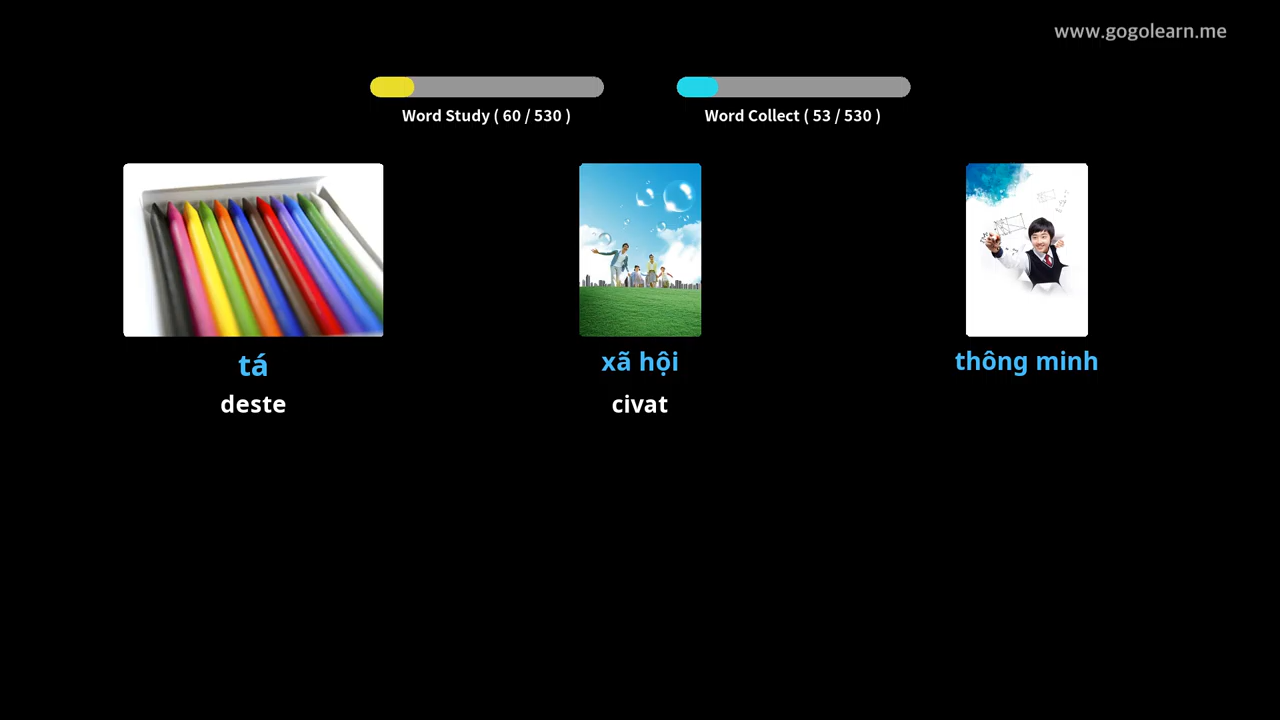 www.gogolearn.me
Word Study ( 60 / 530 )
Word Collect ( 53 / 530 )
tá
deste
xã hội
civat
thông minh